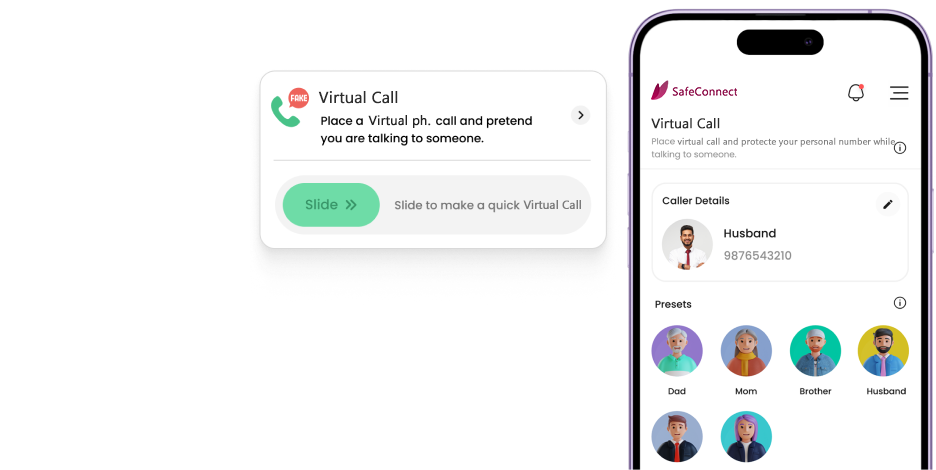 FAKE
Virtual Call
Place a Virtual ph. call and pretend
you are talking to someone.
Slide
Slide to make a quick Virtual Call
SafeConnect
Virtual Call
Place virtual call and protecte your personal number while
talking to someone.
Caller Details
Husband
9876543210
Presets
Dad Mom Brother Husband